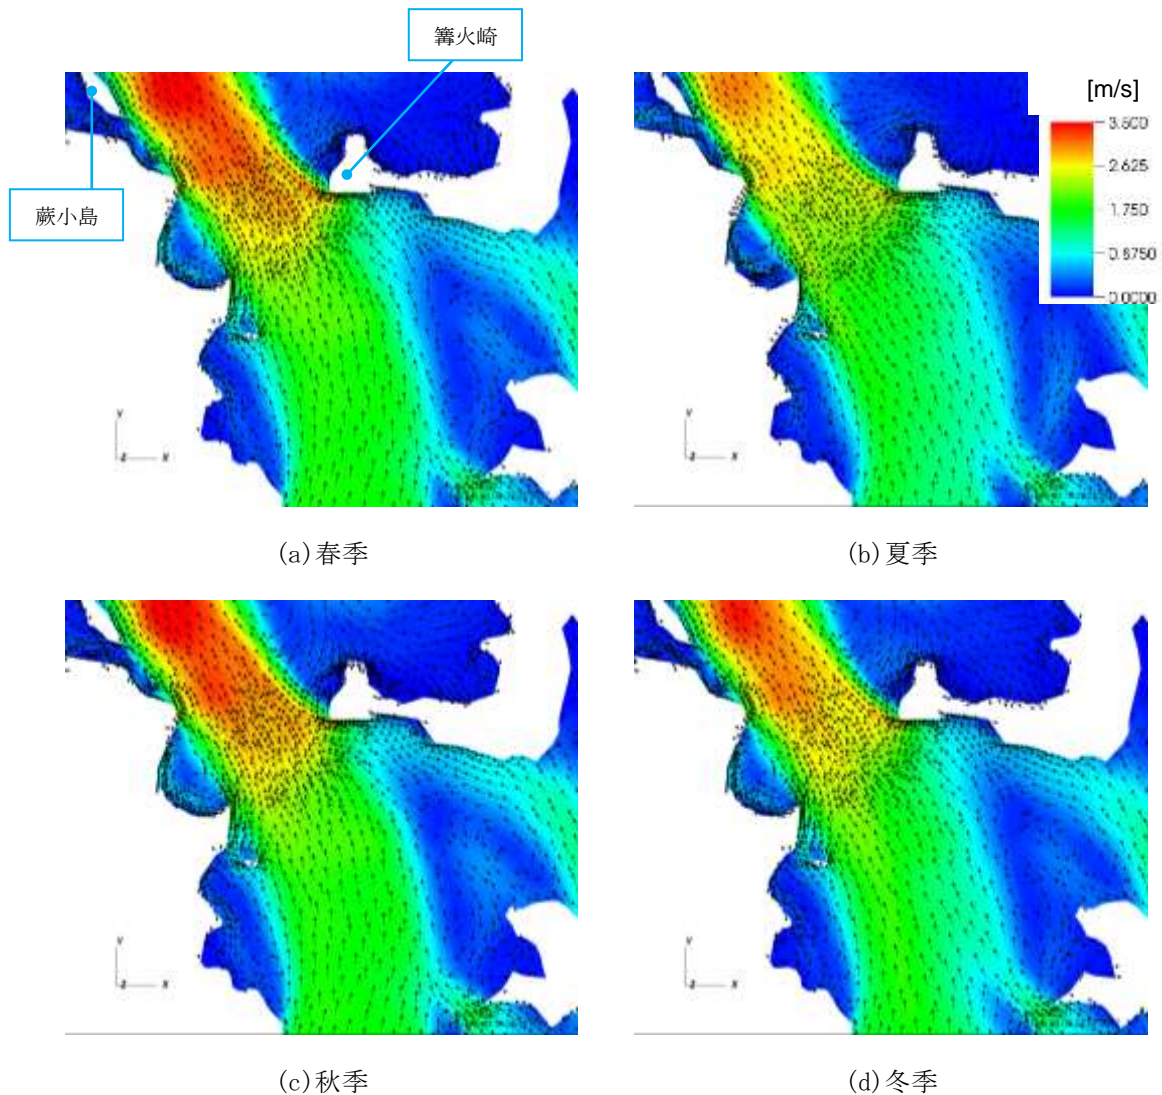 篝火崎
[m/s]
3.500
2.625
蕨小島
1.750
0.8750
0.0000
Y
Z X
Y
Z X
(a)春季
(b)夏季
Y
Z X
Y
Z X
(c)秋季
(d)冬季